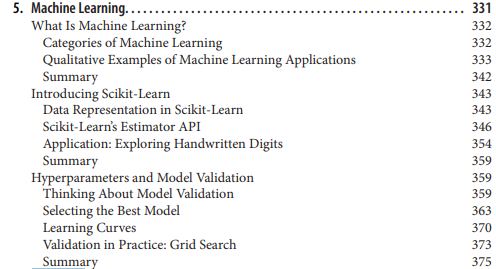 5. Machine Learning. . . . . . . . . . . . . . . . . . . . . . . . . . . . . . . . . . . . . . . . . . . . . . . . . . . . . . . 331
What Is Machine Learning? 332
Categories of Machine Learning 332
Qualitative Examples of Machine Learning Applications 333
Summary 342
Introducing Scikit-Learn 343
Data Representation in Scikit-Learn 343
Scikit-Learn’s Estimator API 346
Application: Exploring Handwritten Digits 354
Summary 359
Hyperparameters and Model Validation 359
Thinking About Model Validation 359
Selecting the Best Model 363
Learning Curves 370
Validation in Practice: Grid Search 373
Summary 375